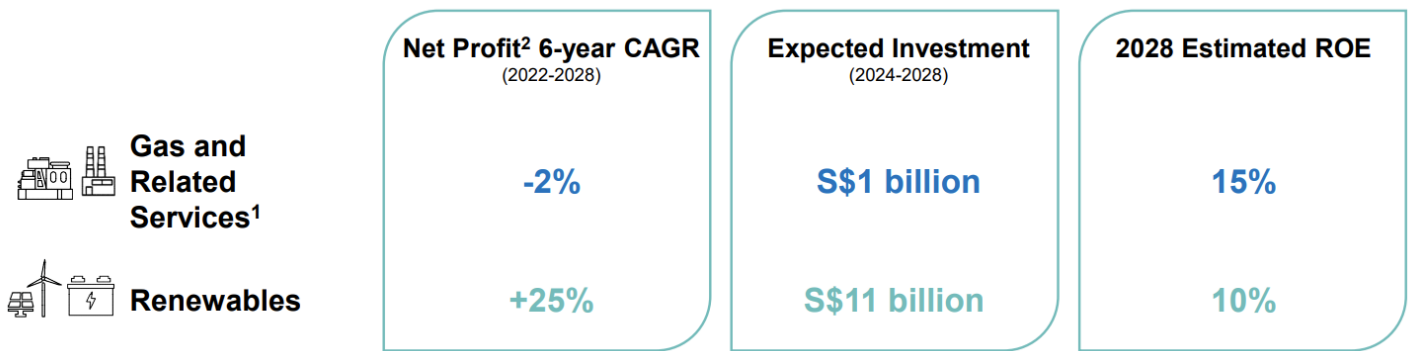 Net Profit² 6-year CAGR
(2022-2028)
Expected Investment
(2024-2028)
2028 Estimated ROE
Gas and
Related
Services¹
-2%
S$1 billion
15%
Renewables
+25%
S$11 billion
10%